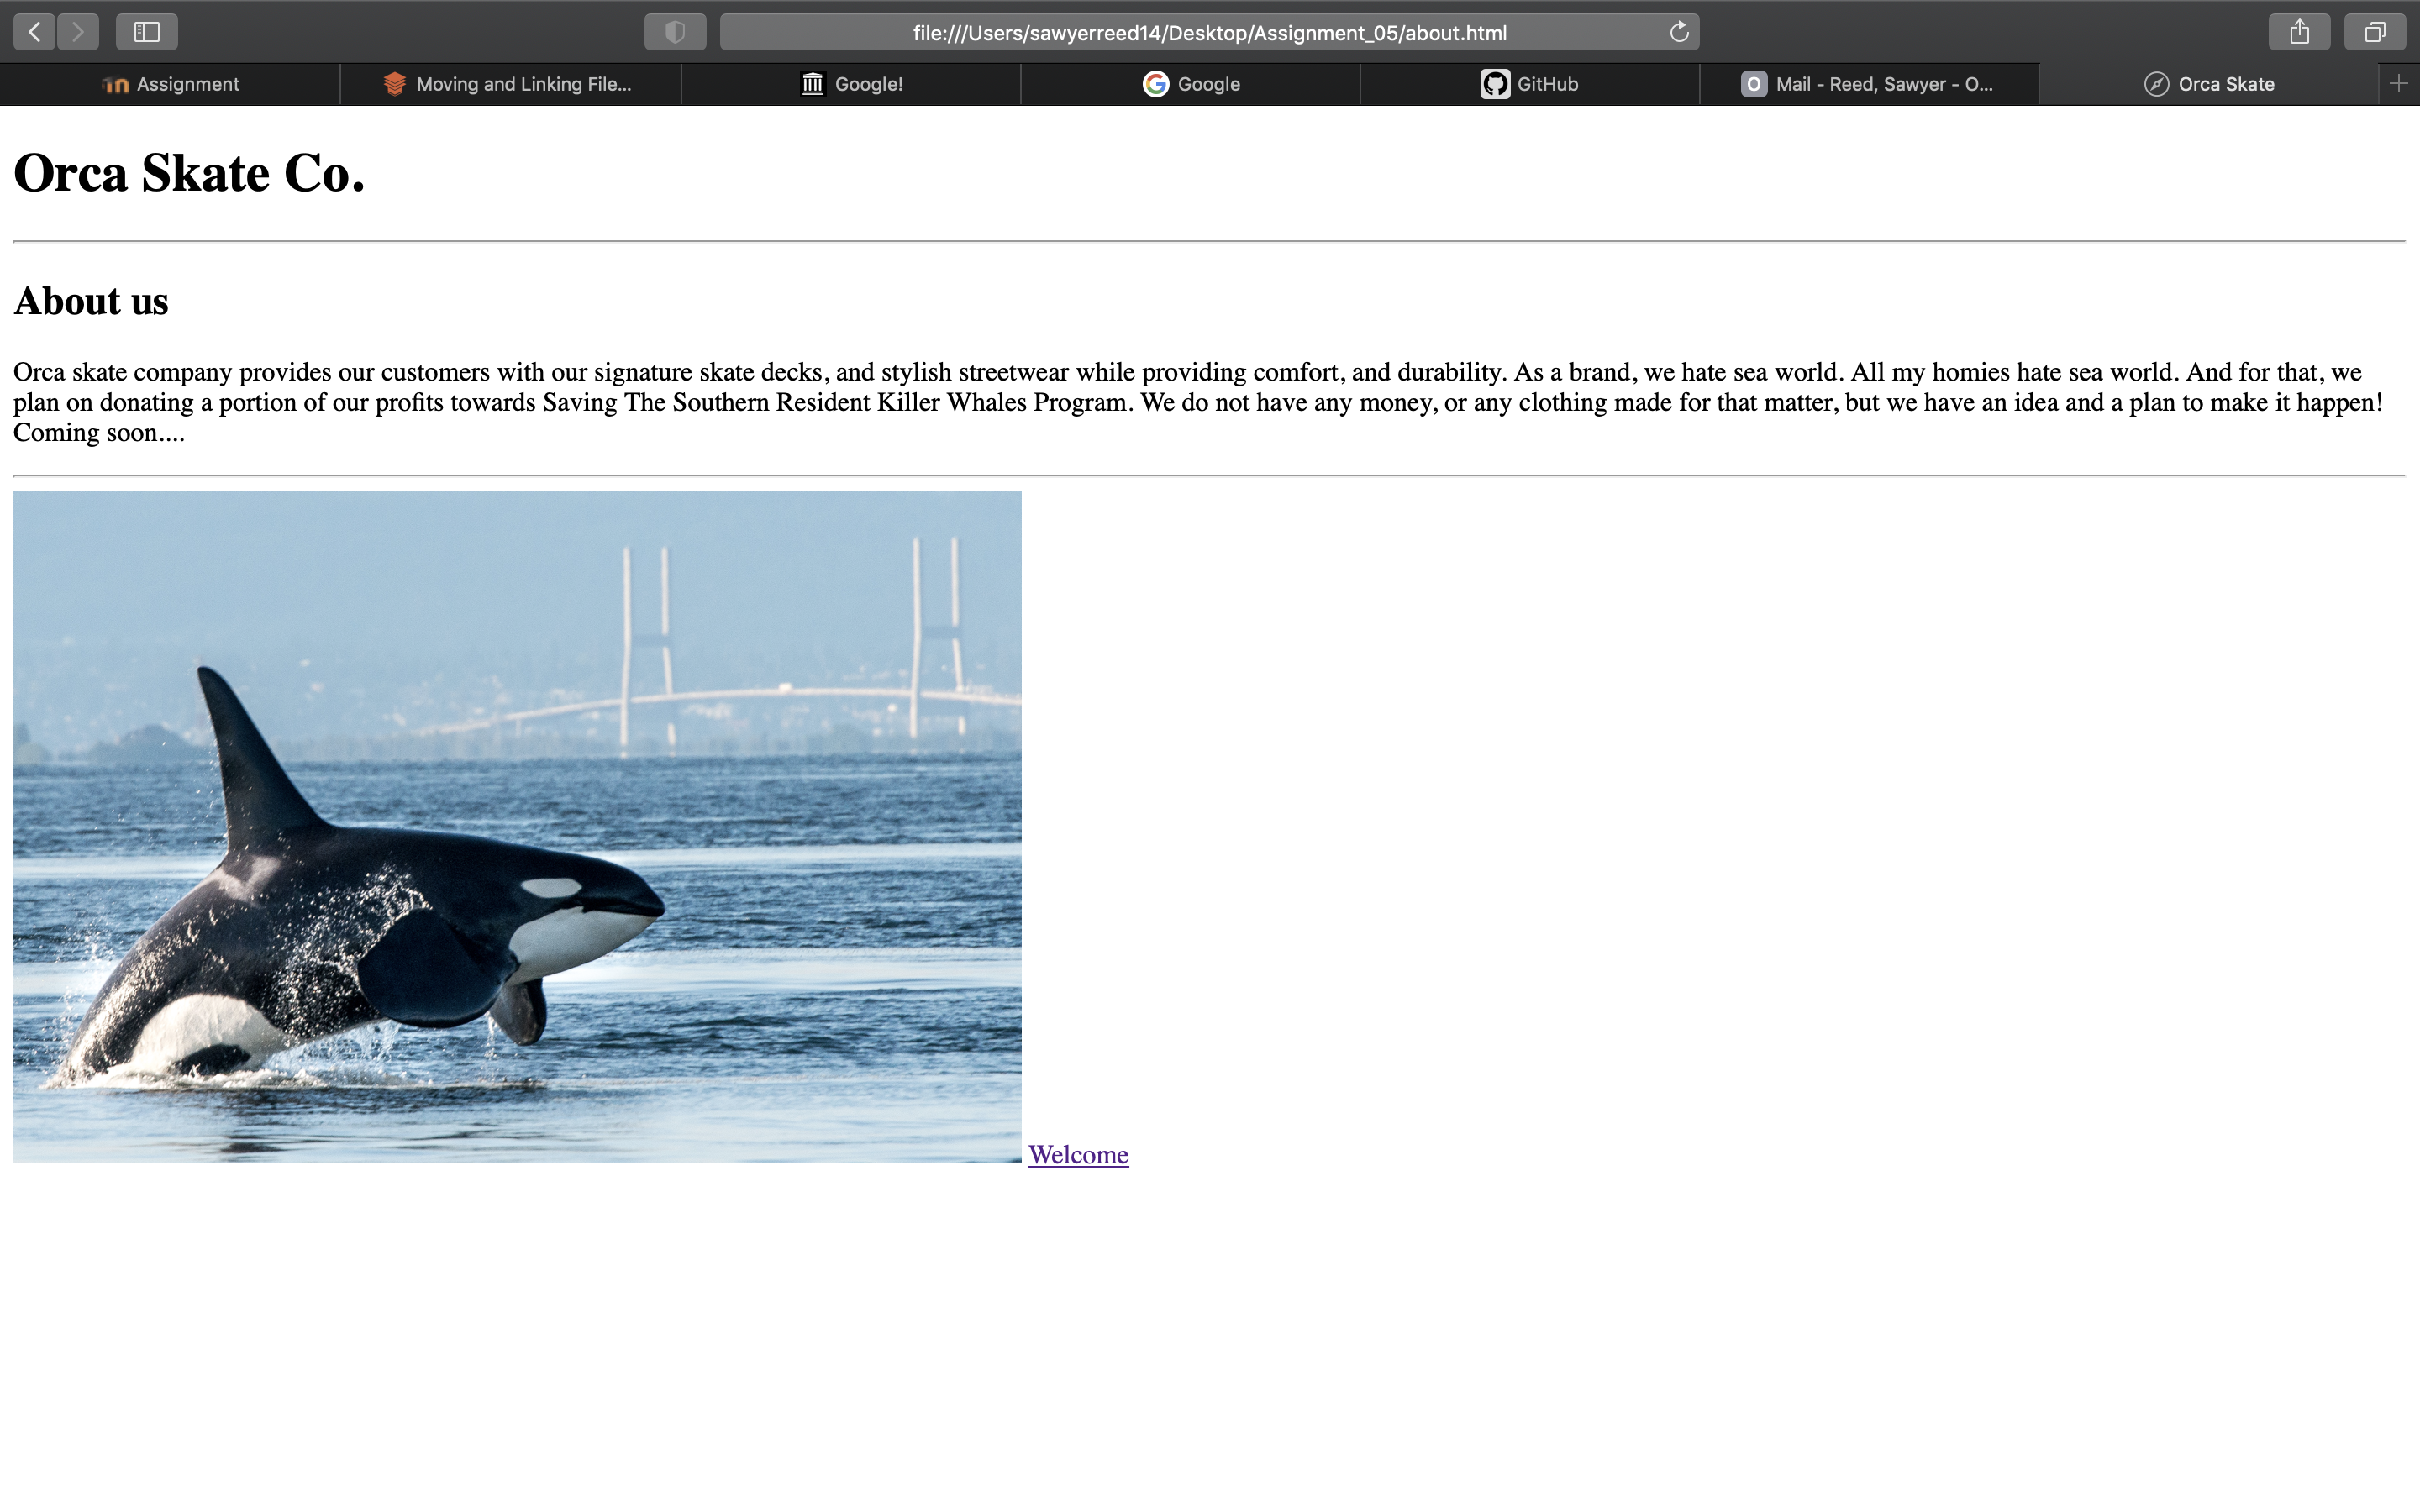 file:///Users/sawyerreed14/Desktop/Assignment_05/about.html
Assignment
Moving and Linking File...
Google!
Google
GitHub
O Mail - Reed, Sawyer - O...
Orca Skate
Orca Skate Co.
About us
Orca skate company provides our customers with our signature skate decks, and stylish streetwear while providing comfort, and durability. As a brand, we hate sea world. All my homies hate sea world. And for that, we
plan on donating a portion of our profits towards Saving The Southern Resident Killer Whales Program. We do not have any money, or any clothing made for that matter, but we have an idea and a plan to make it happen!
Coming soon....
Welcome